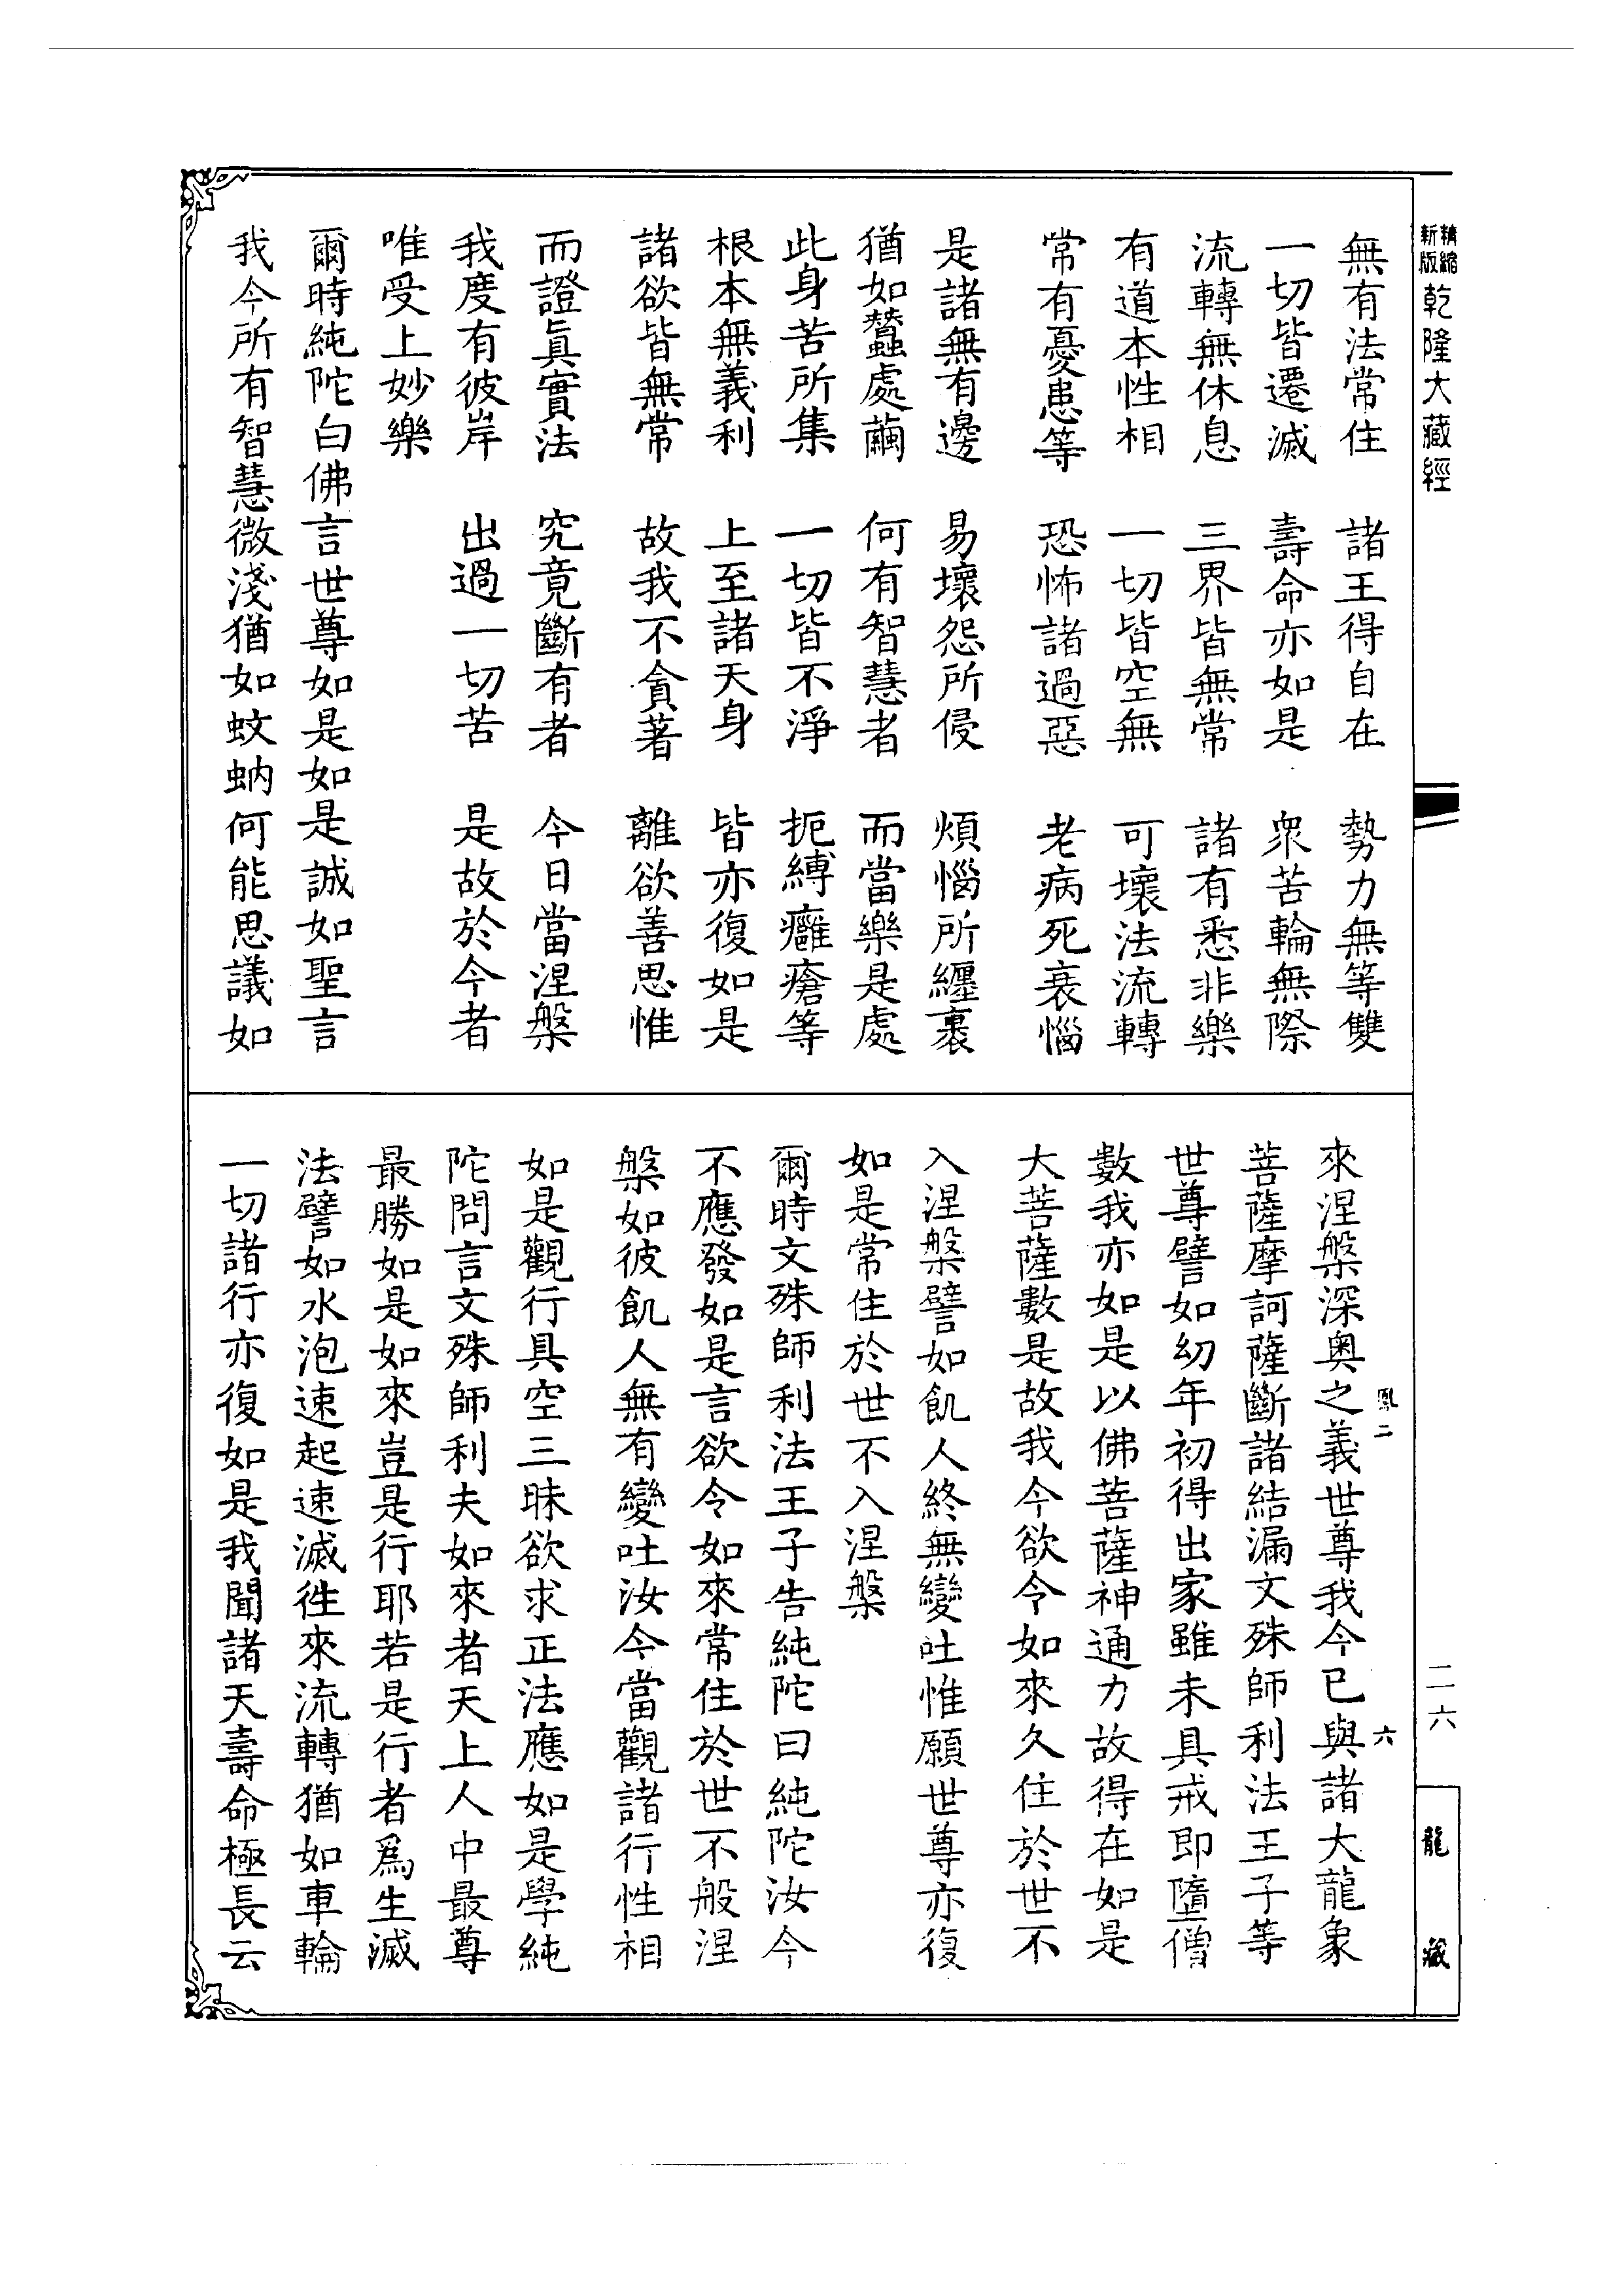 精縮新版乾隆大藏經
無有法常住　諸王得自在　勢力無等雙
一切皆遷滅　壽命亦如是　眾苦輪無際
流轉無休息　三界皆無常　諸有悉非樂
有道本性相　一切皆空無　可壞法流轉
常有憂患等　恐怖諸過惡　老病死衰惱
是諸無有邊　易壞怨所侵　煩惱所纏裹
猶如蠶處繭　何有智慧者　而當樂是處
此身苦所集　一切皆不淨　扼縛癰瘡等
根本無義利　上至諸天身　皆亦復如是
諸欲皆無常　故我不貪著　離欲善思惟
而證真實法　究竟斷有者　今日當涅槃
我度有彼岸　出過一切苦　是故於今者
唯受上妙樂
爾時純陀白佛言世尊如是如是誠如聖言
我今所有智慧微淺猶如蚊蚋何能思議如
來涅槃深奧之義世尊我今已與諸大龍象
菩薩摩訶薩斷諸結漏文殊師利法王子等
世尊譬如幼年初得出家雖未具戒即墮僧
數我亦如是以佛菩薩神通力故得在如是
大菩薩數是故我今欲令如來久住於世不
入涅槃譬如飢人終無變吐惟願世尊亦復
如是常住於世不入涅槃
爾時文殊師利法王子告純陀曰純陀汝今
不應發如是言欲令如來常住於世不般涅
槃如彼飢人無有變吐汝今當觀諸行性相
如是觀行具空三昧欲求正法應如是學純
陀問言文殊師利夫如來者天上人中最尊
最勝如是如來豈是行耶若是行者為生滅
法譬如水泡速起速滅徃來流轉猶如車輪
一切諸行亦復如是我聞諸天壽命極長云
鳳二
六
二六
龍藏